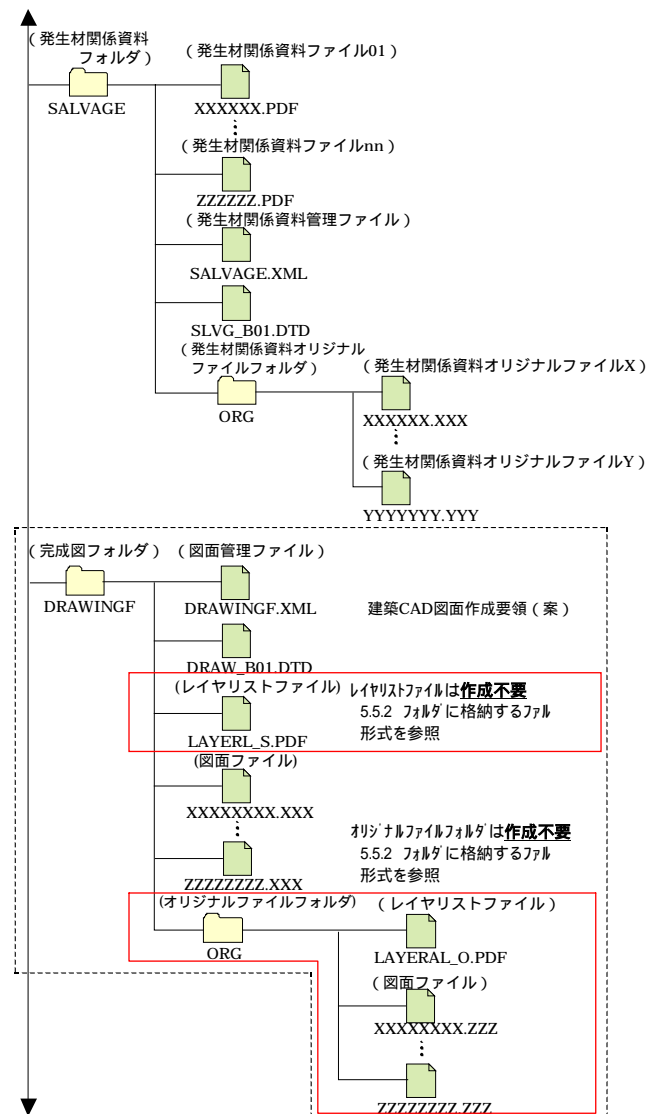 (発生材関係資料
フォルダ)
(発生材関係資料ファイル01)
SALVAGE
XXXXXX.PDF
(発生材関係資料ファイルnn)
ZZZZZZ.PDF
(発生材関係資料管理ファイル)
SALVAGE.XML
SLVG_B01.DTD
(発生材関係資料オリジナル
ファイルフォルダ)
ORG
(発生材関係資料オリジナルファイルX)
XXXXXX.XXX
(発生材関係資料オリジナルファイルY)
YYYYYYY.YYY
(完成図フォルダ)
(図面管理ファイル)
DRAWINGF
DRAWINGF.XML
建築CAD図面作成要領(案)
DRAW_B01.DTD
(レイヤリストファイル)
レイヤリストファイルは作成不要
5.5.2 フォルダに格納するファル
形式を参照
LAYERL_S.PDF
(図面ファイル)
XXXXXXXX.XXX
ZZZZZZZZ.XXX
オリジナルファイルフォルダは作成不要
5.5.2 フォルダに格納するファル
形式を参照
(オリジナルファイルフォルダ)
ORG
(レイヤリストファイル)
LAYERAL_O.PDF
(図面ファイル)
XXXXXXXX.ZZZ
ZZZZZZZZ.ZZZ